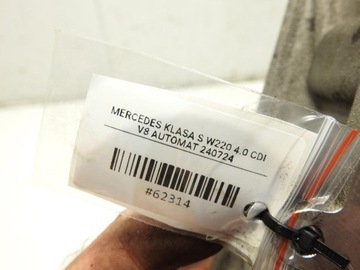 MERCEDES KLASA S W220 4.0 CDI
V8 AUTOMAT 240724
#62314